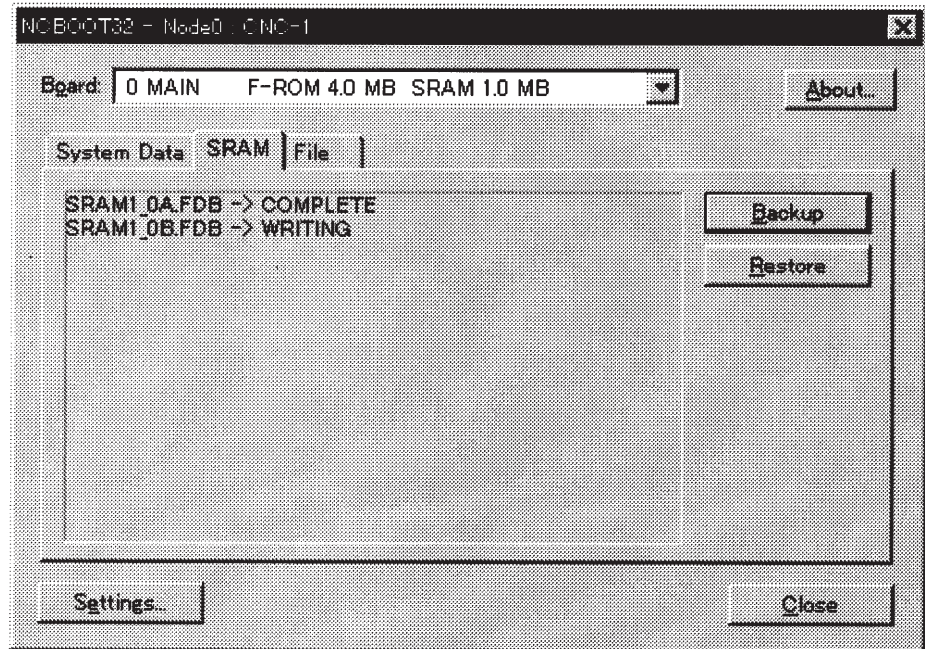 NCBOOT32 - Node0 : CNC-1
Board: 0 MAIN F-ROM 4.0 MB SRAM 1.0 MB
About...
System Data SRAM File
SRAM1_0A.FDB -> COMPLETE
SRAM1_0B.FDB -> WRITING
Backup
Restore
Settings...
Close